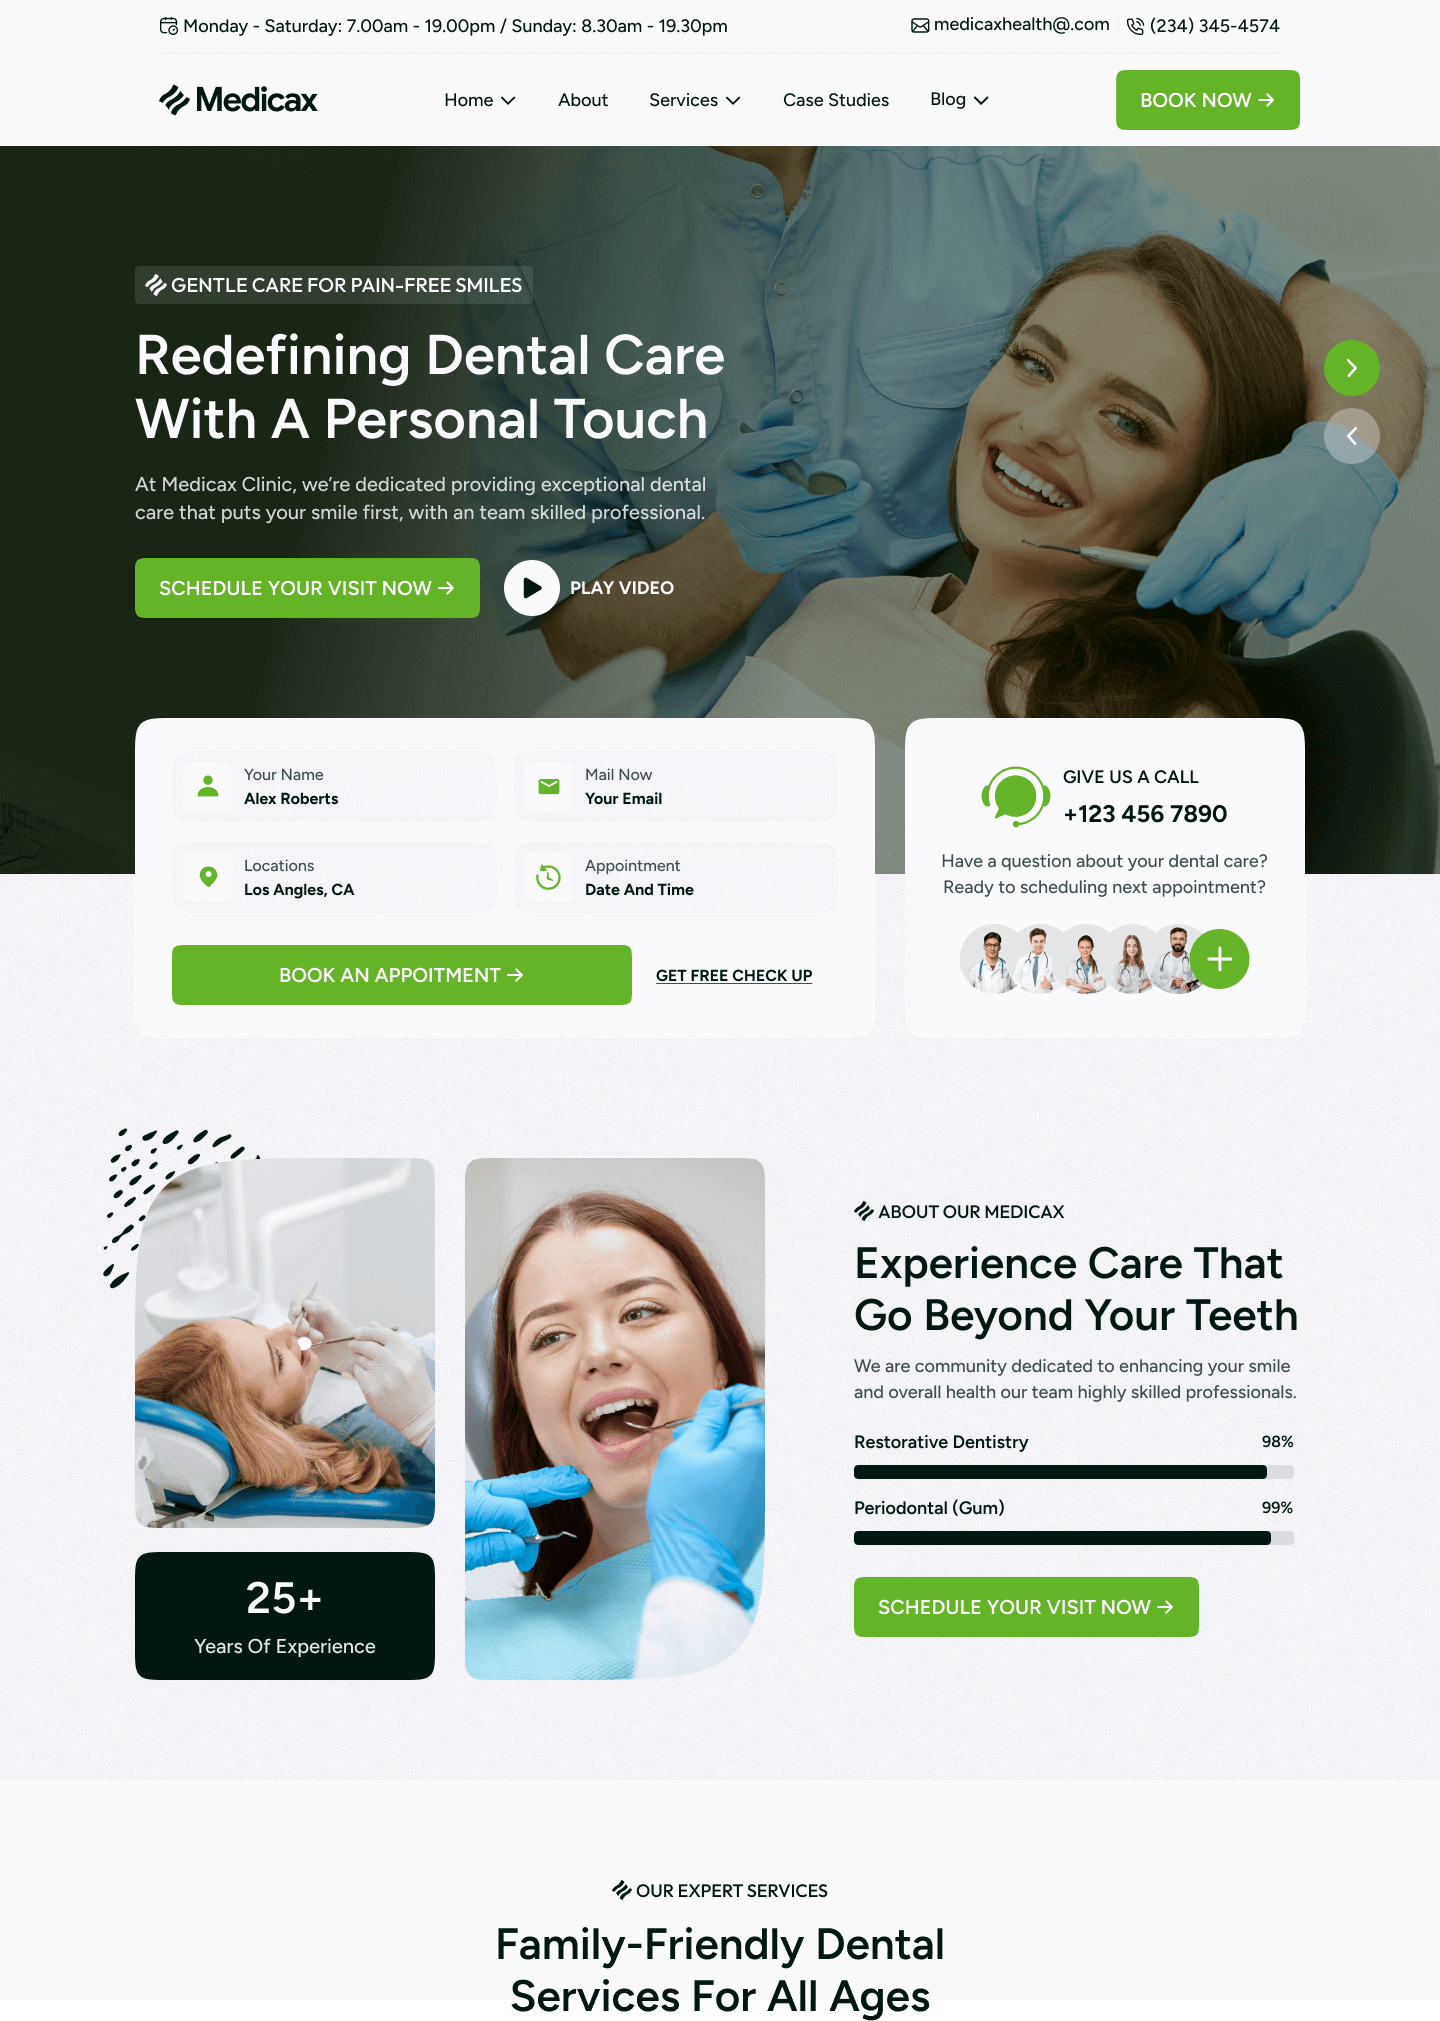 Monday - Saturday: 7.00am - 19.00pm / Sunday: 8.30am - 19.30pm
medicaxhealth@.com
(234) 345-4574
Medicax
Home
About
Services
Case Studies
Blog
BOOK NOW
GENTLE CARE FOR PAIN-FREE SMILES
Redefining Dental Care
With A Personal Touch
At Medicax Clinic, we’re dedicated providing exceptional dental
care that puts your smile first, with an team skilled professional.
SCHEDULE YOUR VISIT NOW
PLAY VIDEO
Your Name
Alex Roberts
Mail Now
Your Email
Locations
Los Angles, CA
Appointment
Date And Time
BOOK AN APPOITMENT
GET FREE CHECK UP
GIVE US A CALL
+123 456 7890
Have a question about your dental care?
Ready to scheduling next appointment?
25+
Years Of Experience
ABOUT OUR MEDICAX
Experience Care That
Go Beyond Your Teeth
We are community dedicated to enhancing your smile
and overall health our team highly skilled professionals.
Restorative Dentistry
98%
Periodontal (Gum)
99%
SCHEDULE YOUR VISIT NOW
OUR EXPERT SERVICES
Family-Friendly Dental
Services For All Ages